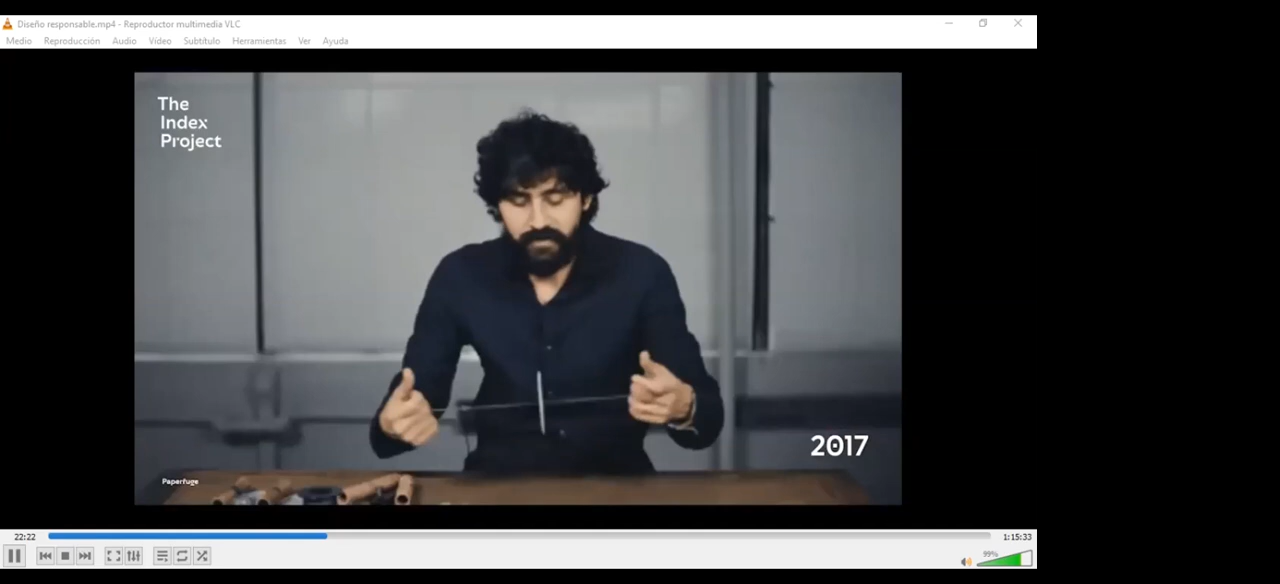 Diseño responsable.mp4 - Reproductor multimedia VLC
Medio Reproducción Audio Vídeo Subtítulo Herramientas Ver Ayuda
The
Index
Project
2017
Paperfuge
22:22
1:15:33
99%